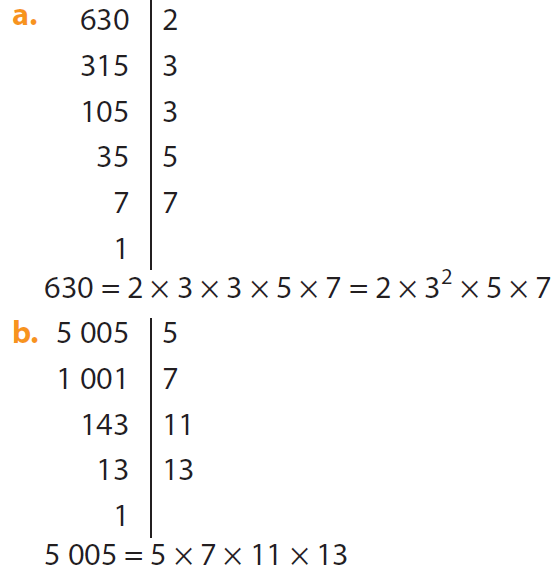 a. 630 | 2
315 | 3
105 | 3
35 | 5
7 | 7
1 |
630 = 2 × 3 × 3 × 5 × 7 = 2 × 3² × 5 × 7
b. 5 005 | 5
1 001 | 7
143 | 11
13 | 13
1 |
5 005 = 5 × 7 × 11 × 13